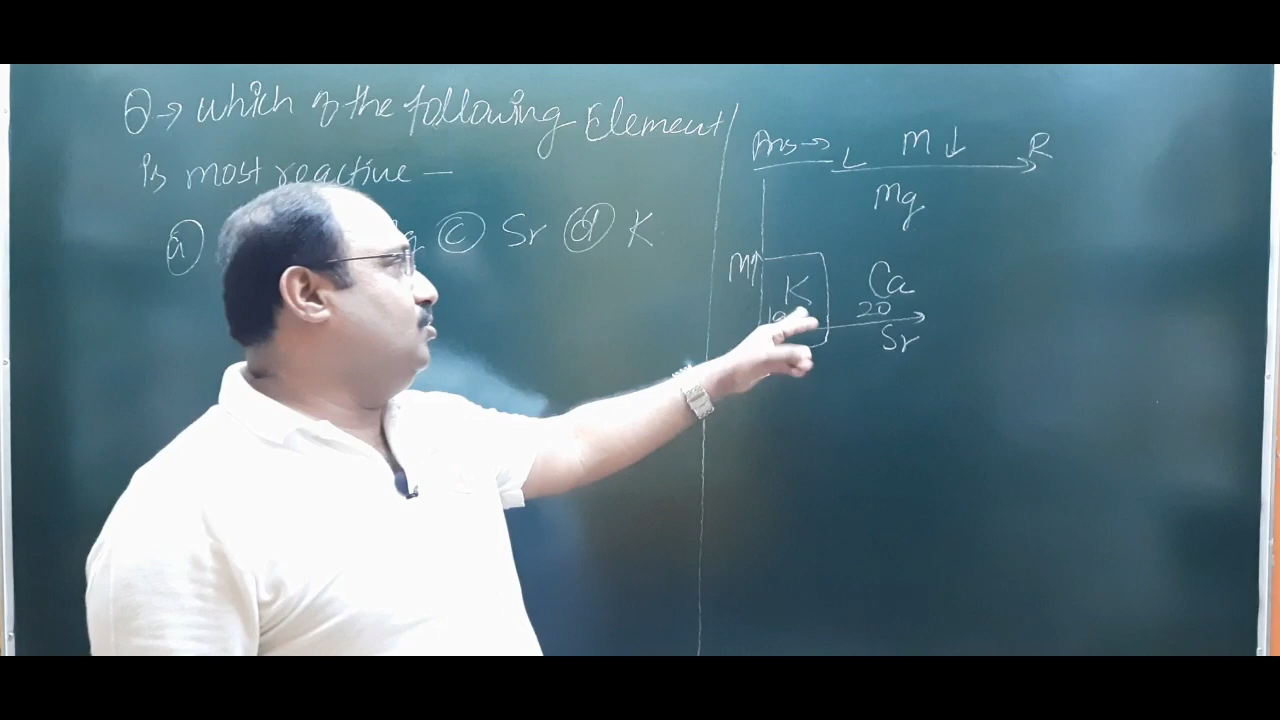 Q→ which of the following Element
is most reactive –
(a) (c) Sr (d) K
Ans→ L M↓ R
Mg
M↑ K Ca
20
Sr